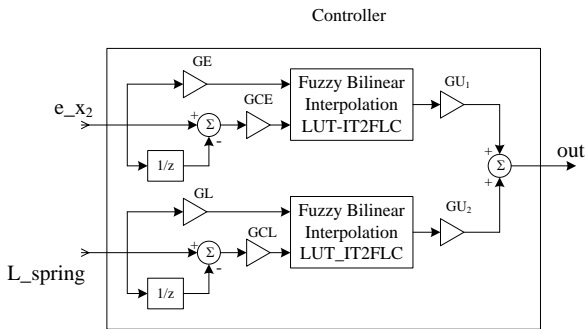 Controller
GE
e_x2
+
Σ
-
GCE
1/z
Fuzzy Bilinear
Interpolation
LUT-IT2FLC
GU1
GL
L_spring
+
Σ
-
GCL
1/z
Fuzzy Bilinear
Interpolation
LUT_IT2FLC
GU2
+
Σ
+
out